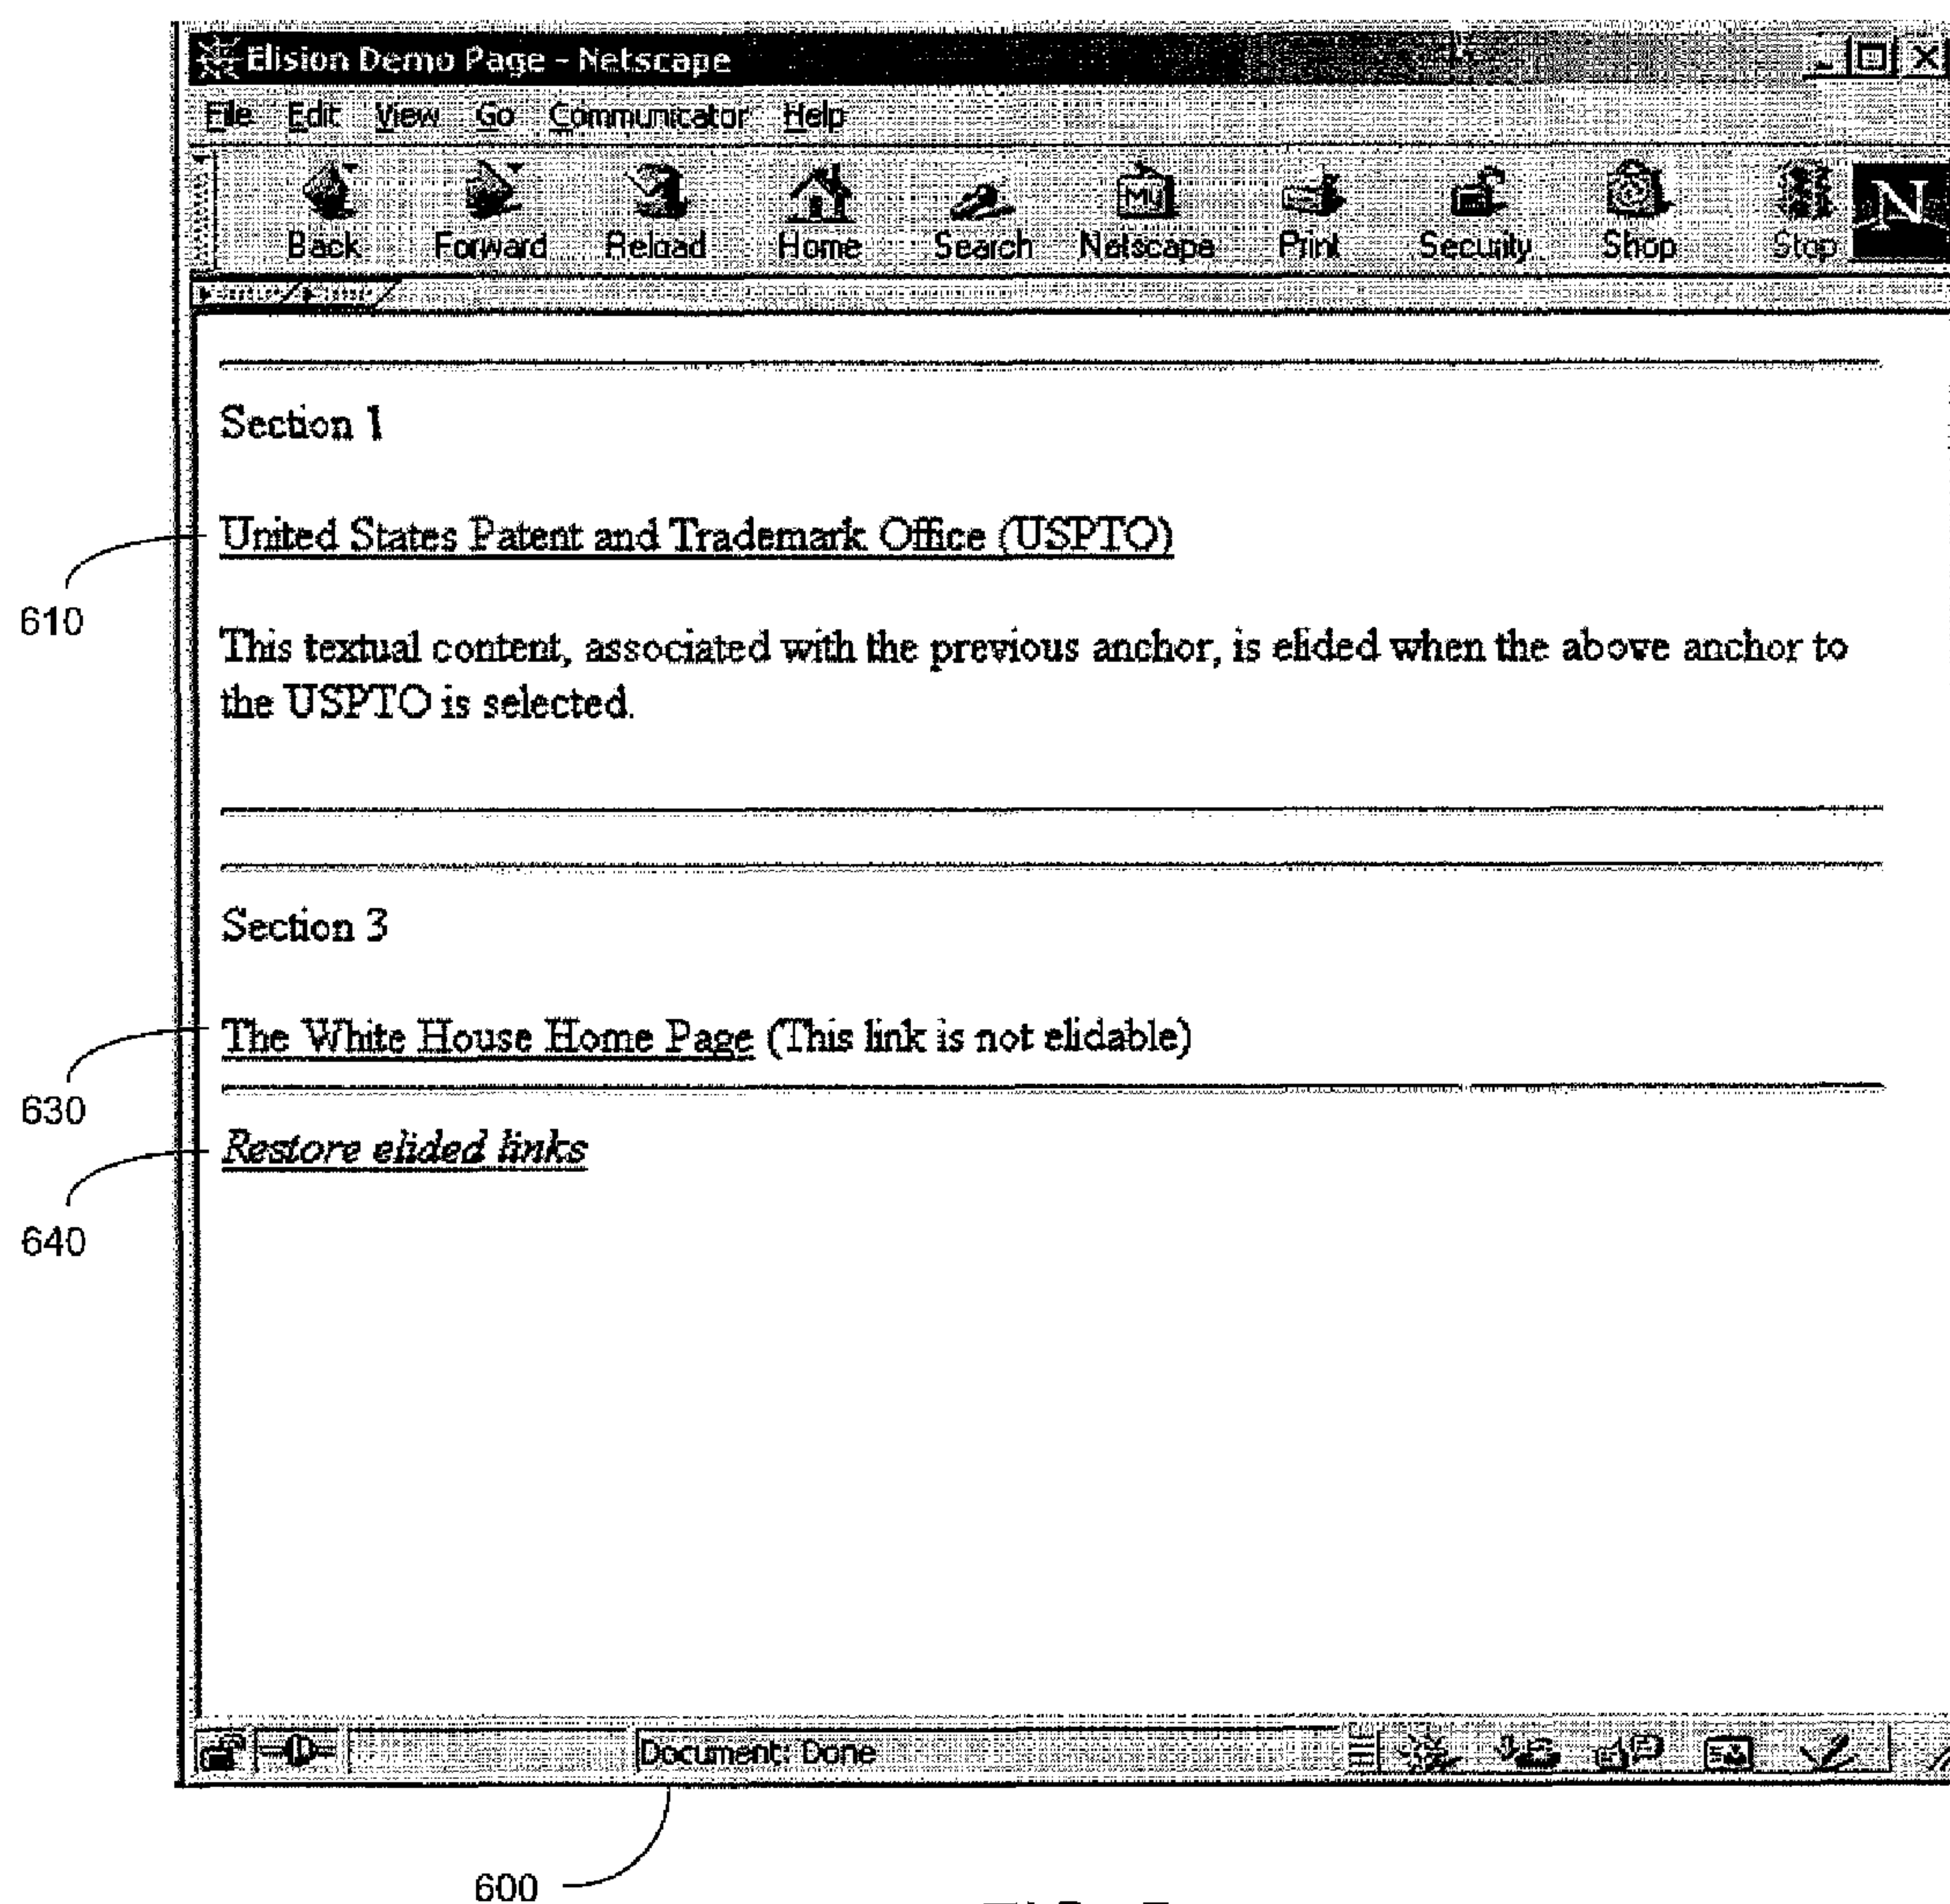 Elision Demo Page - Netscape
File Edit View Go Communicator Help
My N
Back Forward Reload Home Search Netscape Print Security Shop Stop
Section 1
United States Patent and Trademark Office (USPTO)
610
This textual content, associated with the previous anchor, is elided when the above anchor to
the USPTO is selected.
Section 3
The White House Home Page (This link is not elidable)
630
Restore elided links
640
Document: Done
600